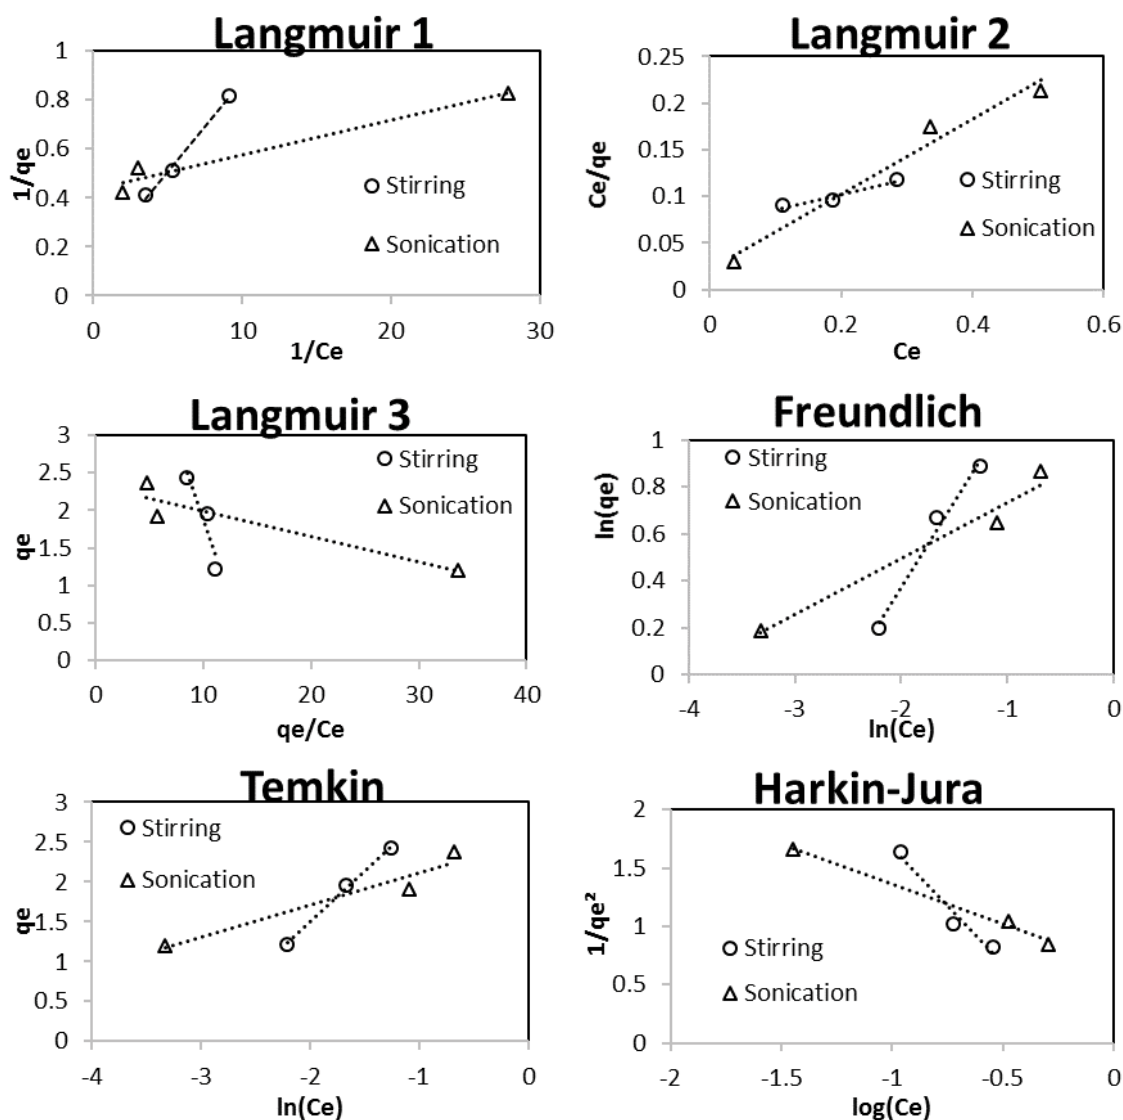 Langmuir 1
1
0.8
0.6
0.4
0.2
0
1/qe
Stirring
Sonication
0 10 20 30
1/Ce
Langmuir 2
0.25
0.2
0.15
0.1
0.05
0
Ce/qe
Stirring
Sonication
0 0.2 0.4 0.6
Ce
Langmuir 3
3
2.5
2
1.5
1
0.5
0
qe
Stirring
Sonication
0 10 20 30 40
qe/Ce
Freundlich
1
0.8
0.6
0.4
0.2
0
ln(qe)
Stirring
Sonication
-4 -3 -2 -1 0
ln(Ce)
Temkin
3
2.5
2
1.5
1
0.5
0
qe
Stirring
Sonication
-4 -3 -2 -1 0
ln(Ce)
Harkin-Jura
2
1.5
1
0.5
0
1/qe²
Stirring
Sonication
-2 -1.5 -1 -0.5 0
log(Ce)